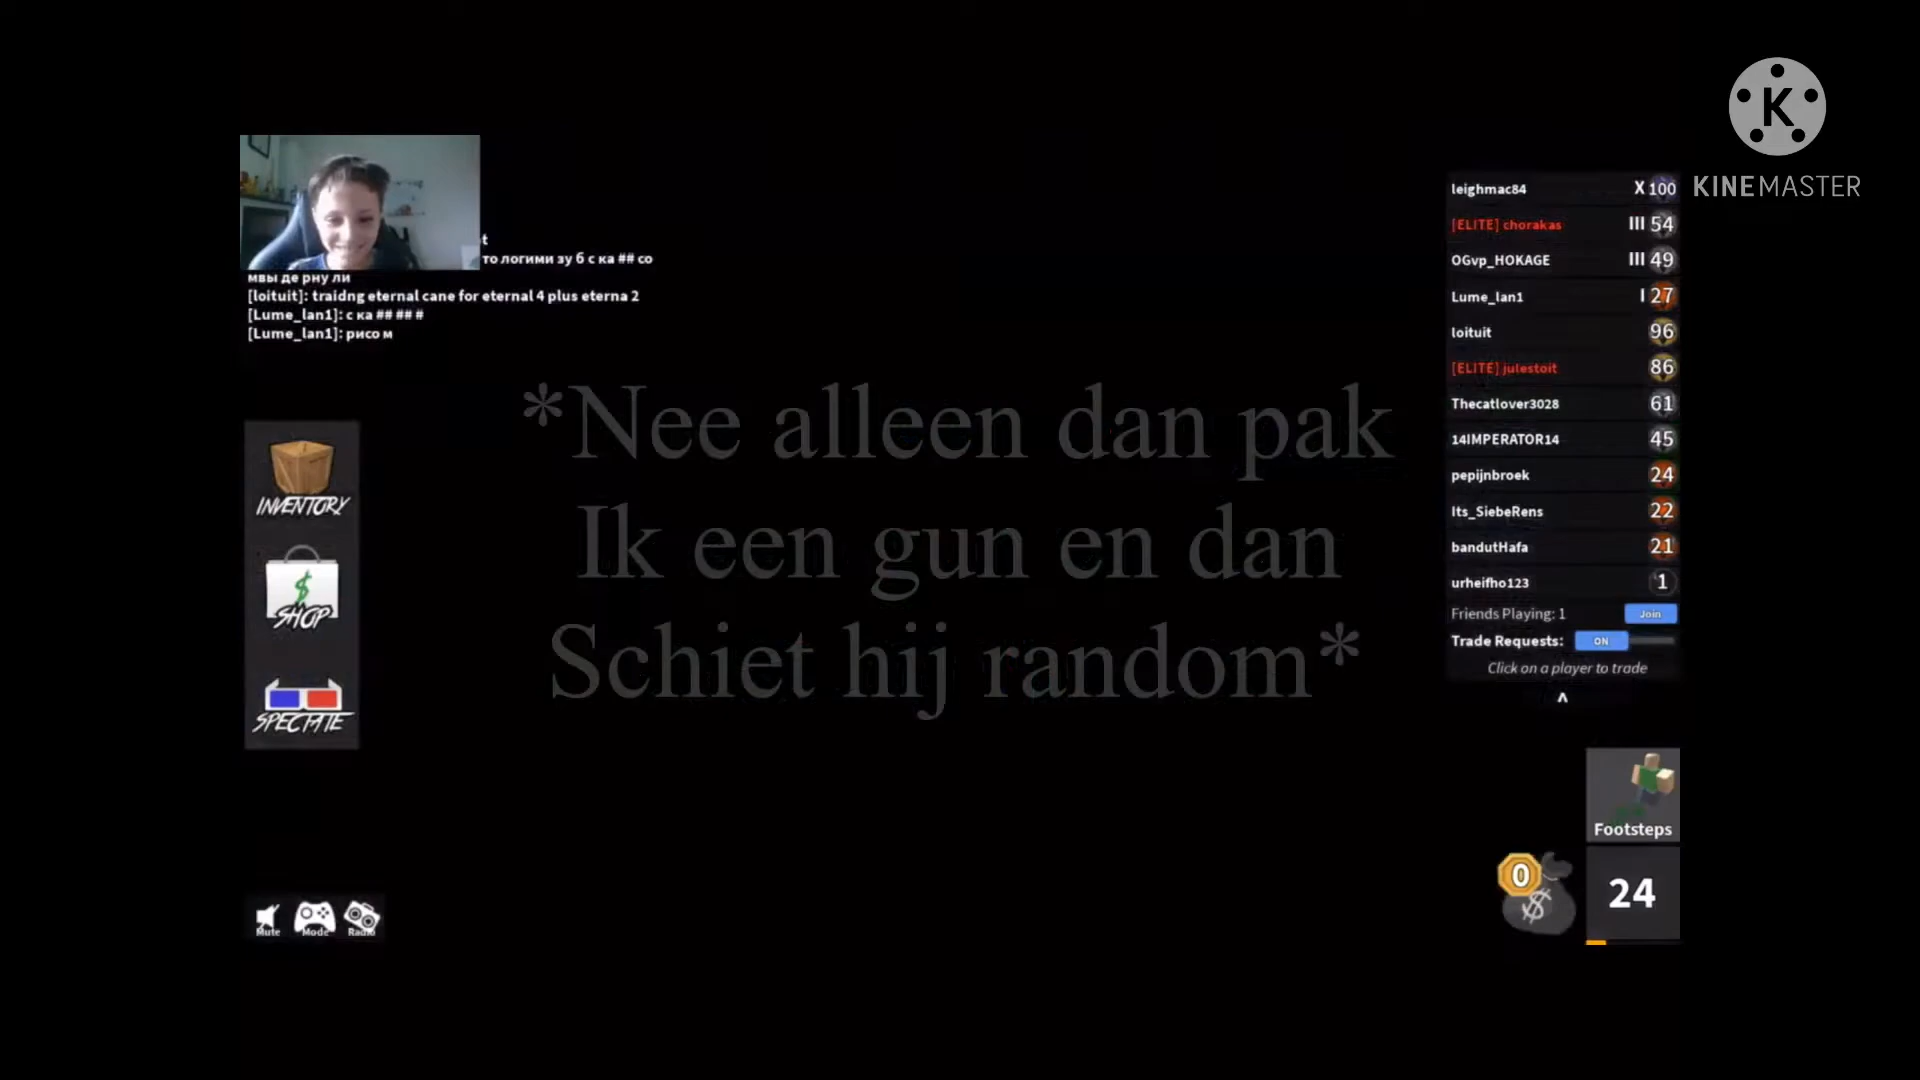 K
KINEMASTER
t
то логими зу б с ка ## со
мвы де рну ли
[loituit]: traidng eternal cane for eternal 4 plus eterna 2
[Lume_lan1]: с ка ## ## #
[Lume_lan1]: рисо м
leighmac84 X 100
[ELITE] chorakas III 54
OGvp_HOKAGE III 49
Lume_lan1 I 27
loituit 96
[ELITE] julestoit 86
Thecatlover3028 61
14IMPERATOR14 45
pepijnbroek 24
Its_SiebeRens 22
bandutHafa 21
urheifho123 1
Friends Playing: 1 Join
Trade Requests: ON
Click on a player to trade
^
*Nee alleen dan pak
Ik een gun en dan
Schiet hij random*
INVENTORY
$
SHOP
SPECTATE
Footsteps
0
$
24
Mute Mode Radio